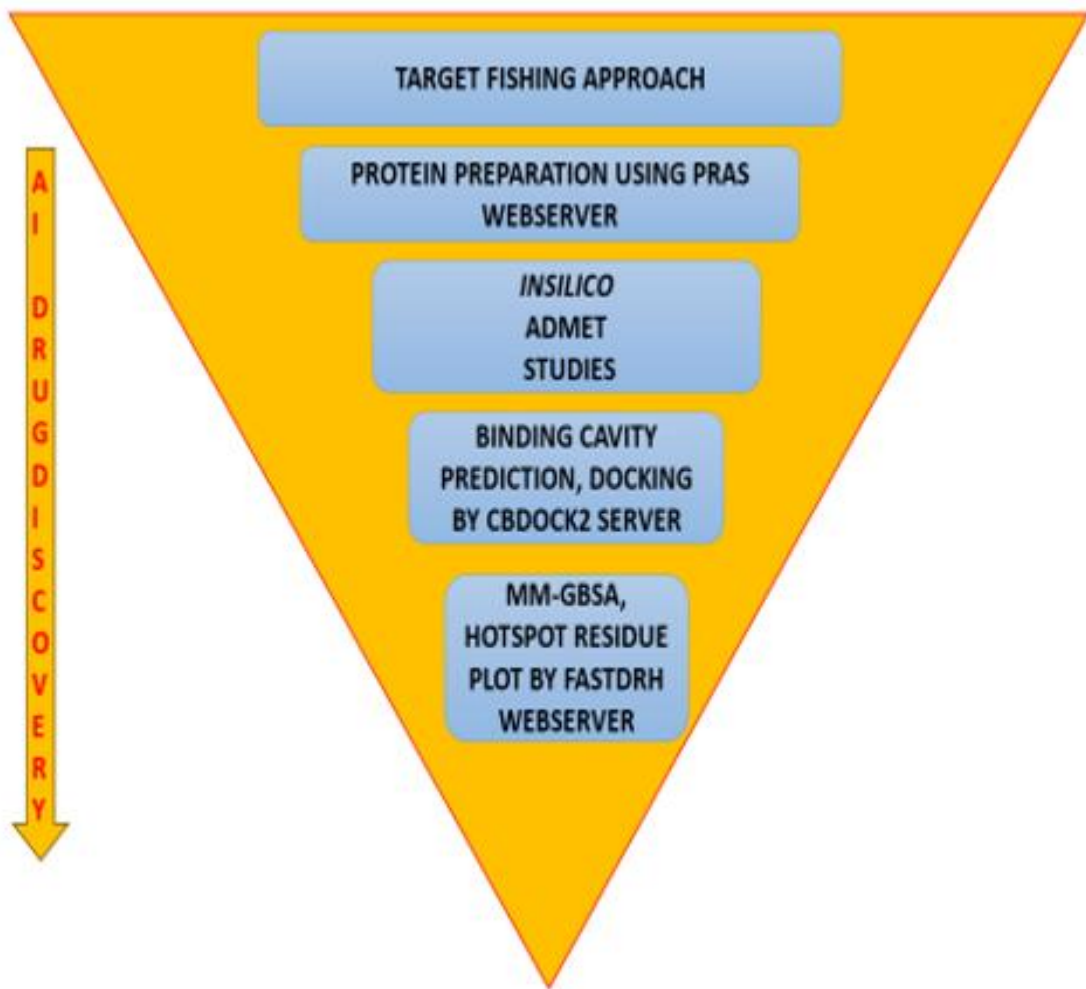 TARGET FISHING APPROACH
PROTEIN PREPARATION USING PRAS
WEBSERVER
INSILICO
ADMET
STUDIES
BINDING CAVITY
PREDICTION, DOCKING
BY CBDOCK2 SERVER
MM-GBSA,
HOTSPOT RESIDUE
PLOT BY FASTDRH
WEBSERVER
AI DRUGDISCOVERY